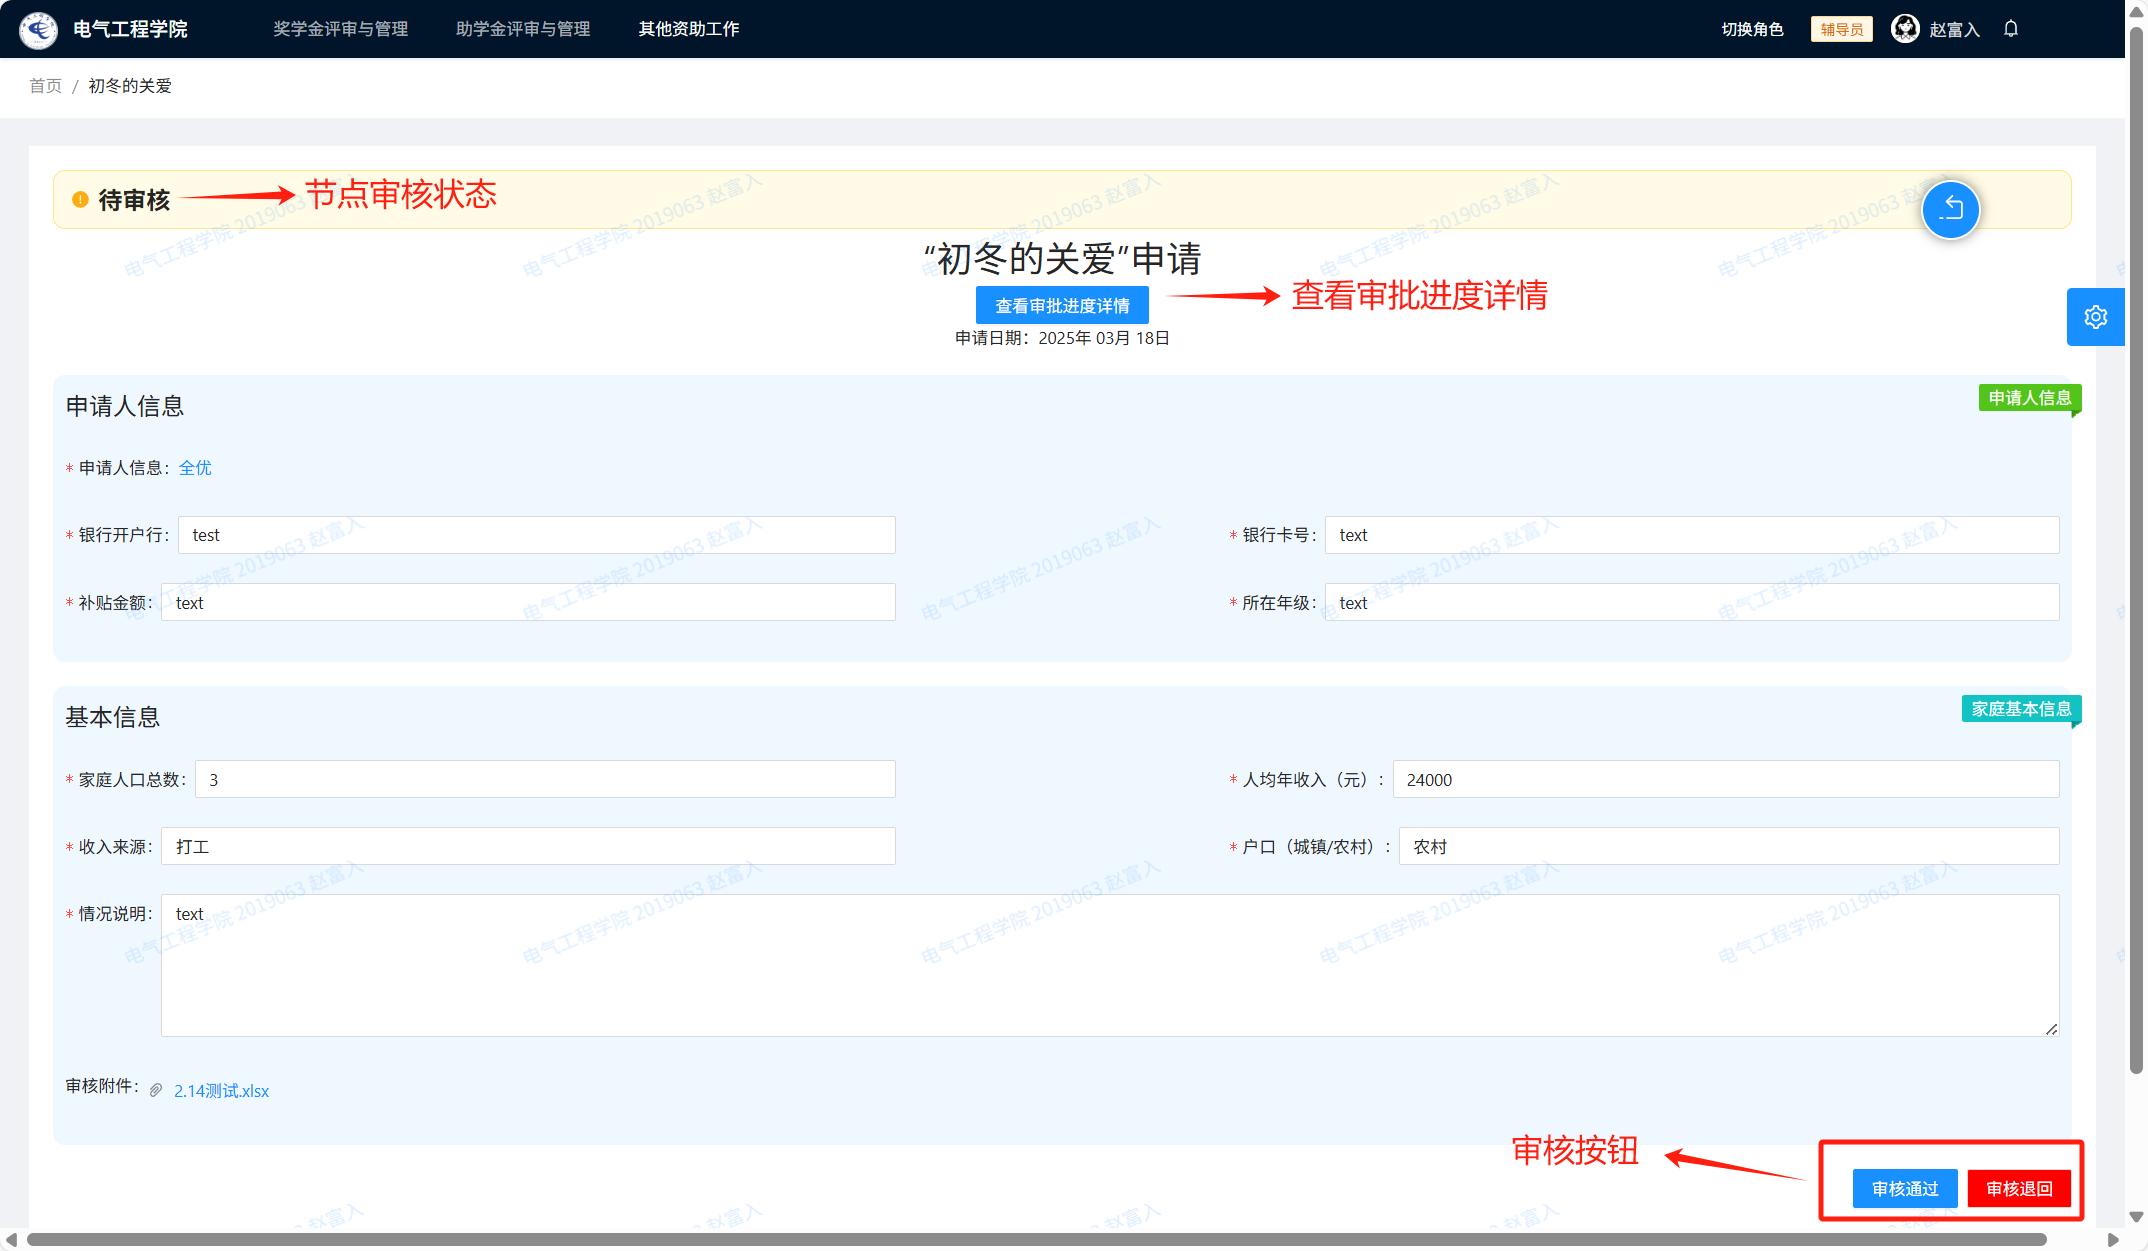 电气工程学院 奖学金评审与管理 助学金评审与管理 其他资助工作 切换角色 辅导员 赵富入
首页 / 初冬的关爱
待审核 节点审核状态
“初冬的关爱”申请
查看审批进度详情 查看审批进度详情
申请日期：2025年 03月 18日
申请人信息 申请人信息
* 申请人信息： 全优
* 银行开户行： test * 银行卡号： text
* 补贴金额： text * 所在年级： text
基本信息 家庭基本信息
* 家庭人口总数： 3 * 人均年收入（元）： 24000
* 收入来源： 打工 * 户口（城镇/农村）： 农村
* 情况说明： text
审核附件： 2.14测试.xlsx
审核按钮
审核通过 审核退回
电气工程学院 2019063 赵富入